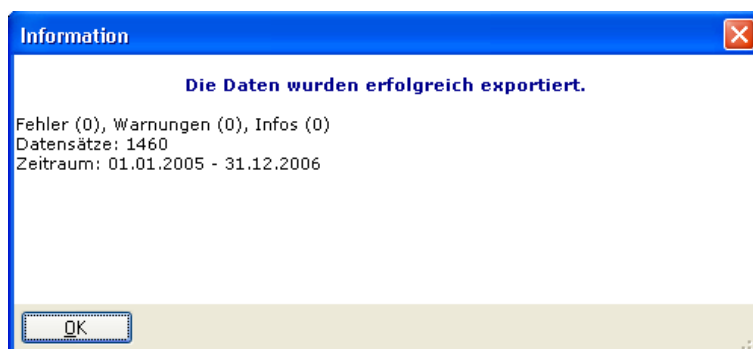 Information
Die Daten wurden erfolgreich exportiert.
Fehler (0), Warnungen (0), Infos (0)
Datensätze: 1460
Zeitraum: 01.01.2005 - 31.12.2006
OK